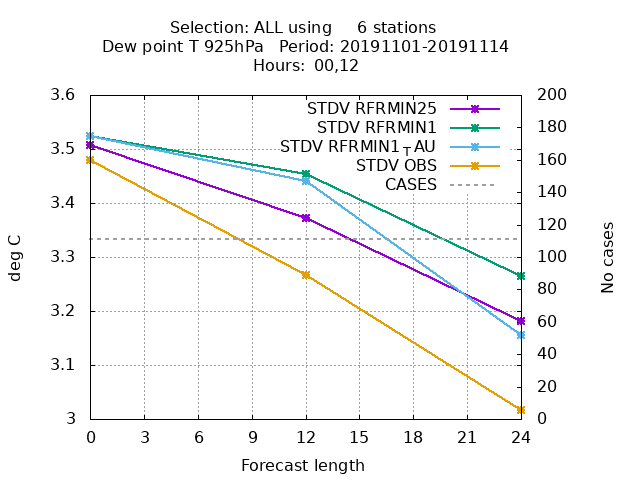 Selection: ALL using     6 stations
Dew point T 925hPa   Period: 20191101-20191114
Hours:  00,12
3.6
3.5
3.4
3.3
3.2
3.1
3
deg C
STDV RFRMIN25
STDV RFRMIN1
STDV RFRMIN1┬AU
STDV OBS
CASES
200
180
160
140
120
100
80
60
40
20
0
No cases
0 3 6 9 12 15 18 21 24
Forecast length